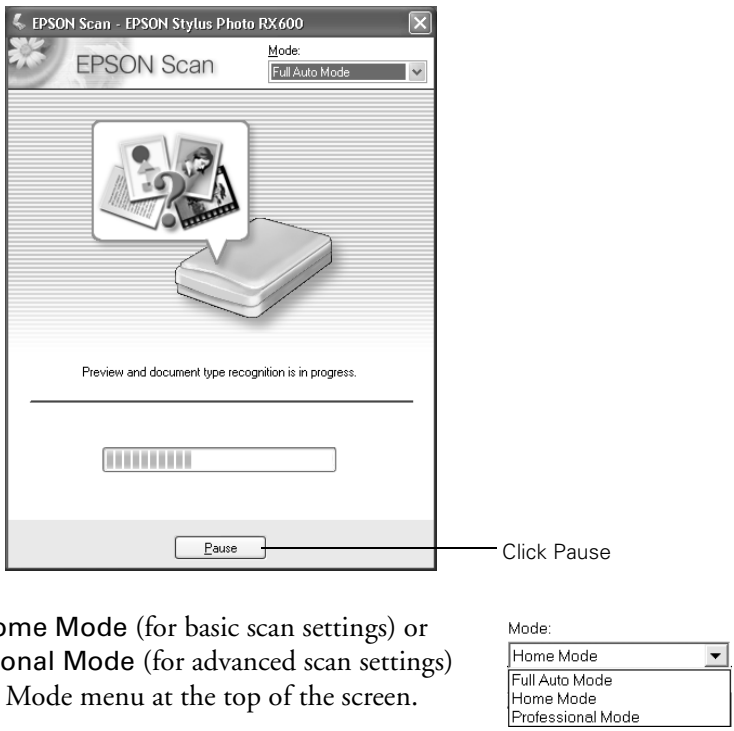 EPSON Scan - EPSON Stylus Photo RX600
EPSON Scan
Mode:
Full Auto Mode
?
Preview and document type recognition is in progress.
Pause
Click Pause
ome Mode (for basic scan settings) or
onal Mode (for advanced scan settings)
Mode menu at the top of the screen.
Mode:
Home Mode
Full Auto Mode
Home Mode
Professional Mode